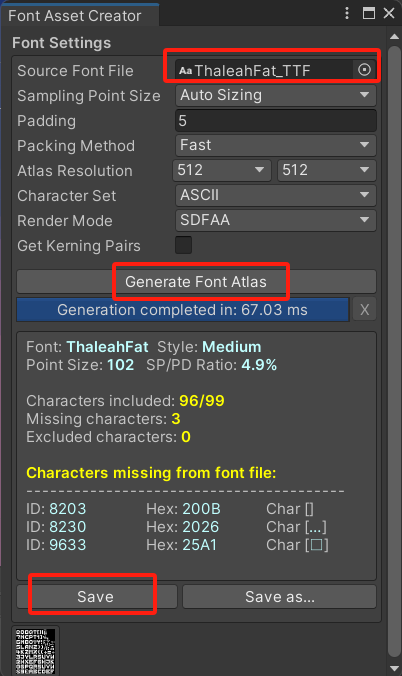 Font Asset Creator
Font Settings
Source Font File Aa ThaleahFat_TTF
Sampling Point Size Auto Sizing
Padding 5
Packing Method Fast
Atlas Resolution 512 512
Character Set ASCII
Render Mode SDFAA
Get Kerning Pairs
Generate Font Atlas
Generation completed in: 67.03 ms X
Font: ThaleahFat Style: Medium
Point Size: 102 SP/PD Ratio: 4.9%
Characters included: 96/99
Missing characters: 3
Excluded characters: 0
Characters missing from font file:
----------------------------------------
ID: 8203 Hex: 200B Char []
ID: 8230 Hex: 2026 Char […]
ID: 9633 Hex: 25A1 Char [□]
Save Save as...